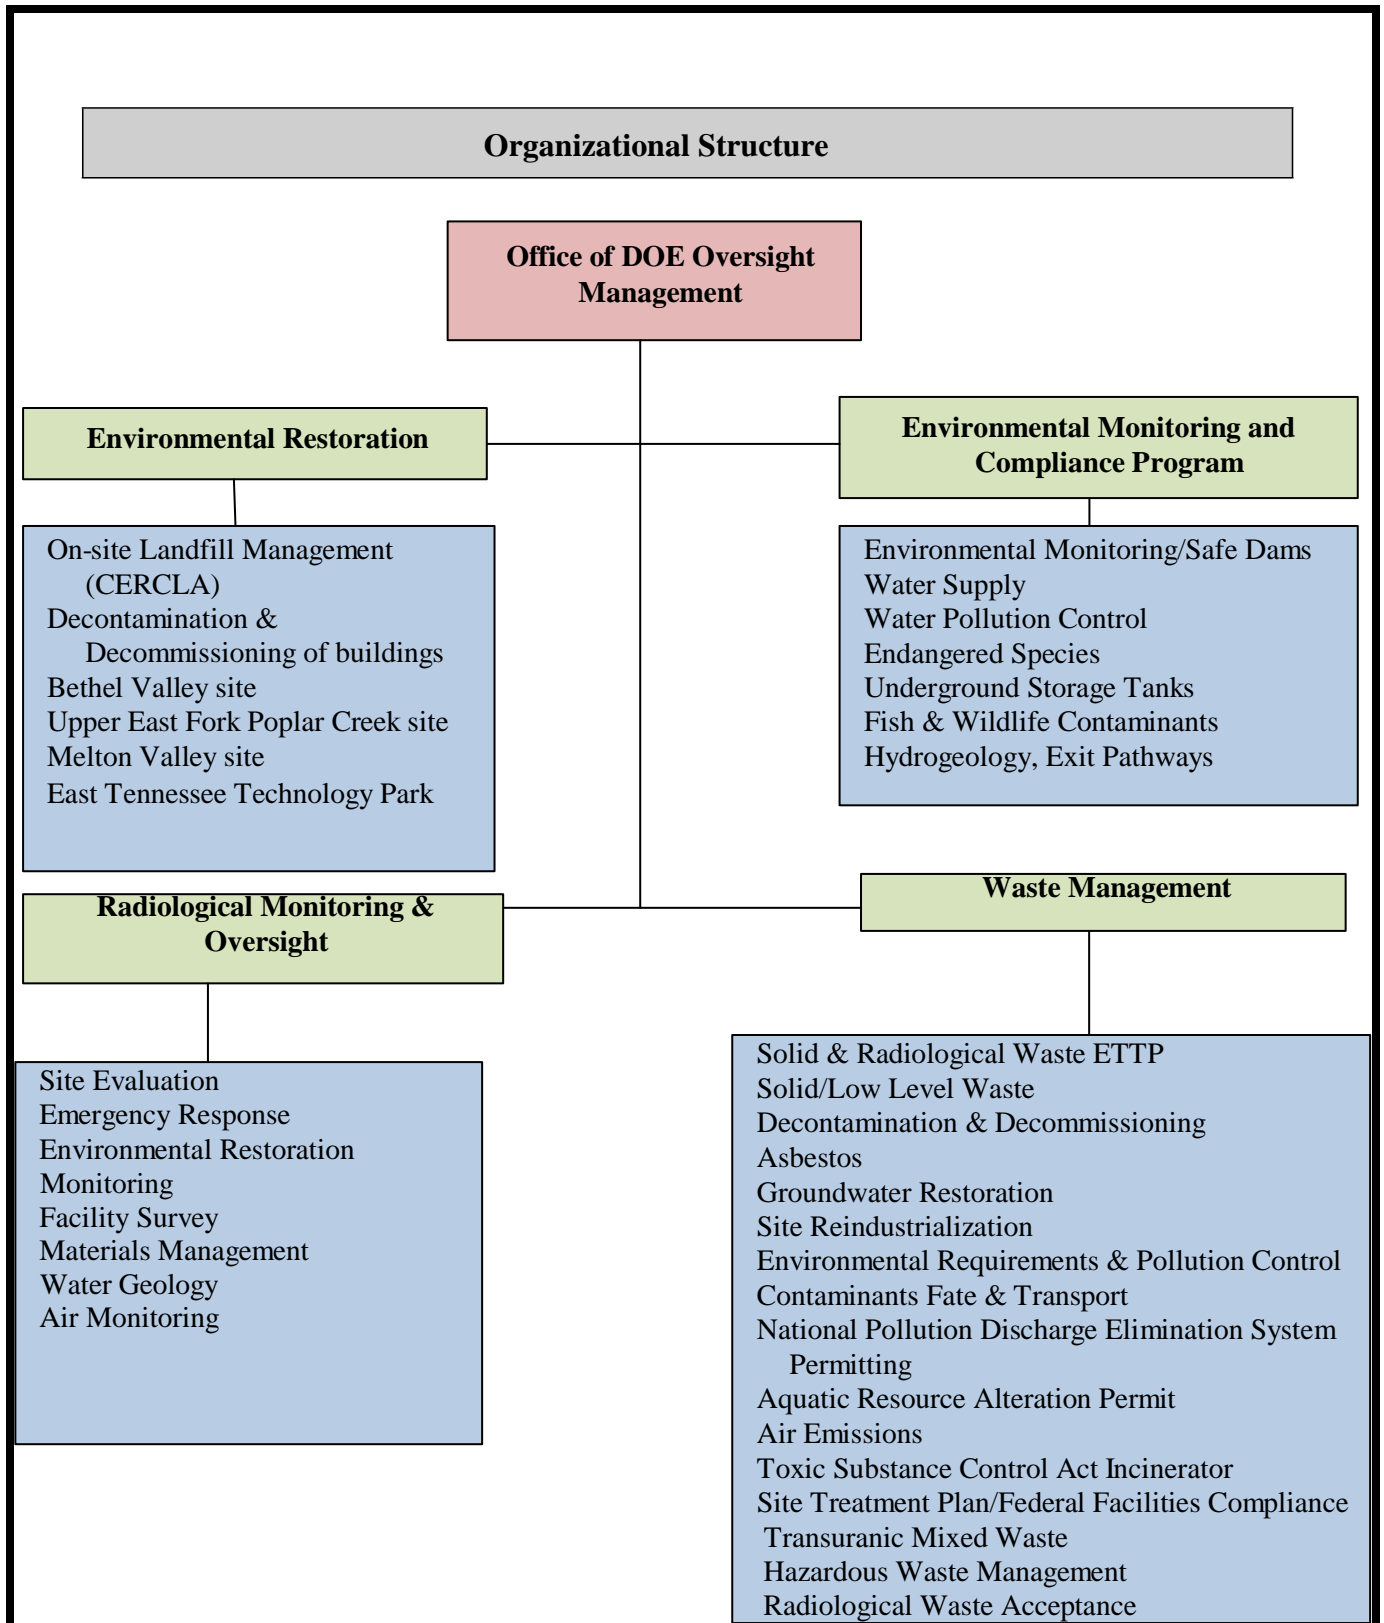 Organizational Structure
Office of DOE Oversight
Management
Environmental Restoration
Environmental Monitoring and
Compliance Program
On-site Landfill Management
(CERCLA)
Decontamination &
Decommissioning of buildings
Bethel Valley site
Upper East Fork Poplar Creek site
Melton Valley site
East Tennessee Technology Park
Environmental Monitoring/Safe Dams
Water Supply
Water Pollution Control
Endangered Species
Underground Storage Tanks
Fish & Wildlife Contaminants
Hydrogeology, Exit Pathways
Radiological Monitoring &
Oversight
Waste Management
Site Evaluation
Emergency Response
Environmental Restoration
Monitoring
Facility Survey
Materials Management
Water Geology
Air Monitoring
Solid & Radiological Waste ETTP
Solid/Low Level Waste
Decontamination & Decommissioning
Asbestos
Groundwater Restoration
Site Reindustrialization
Environmental Requirements & Pollution Control
Contaminants Fate & Transport
National Pollution Discharge Elimination System
Permitting
Aquatic Resource Alteration Permit
Air Emissions
Toxic Substance Control Act Incinerator
Site Treatment Plan/Federal Facilities Compliance
Transuranic Mixed Waste
Hazardous Waste Management
Radiological Waste Acceptance